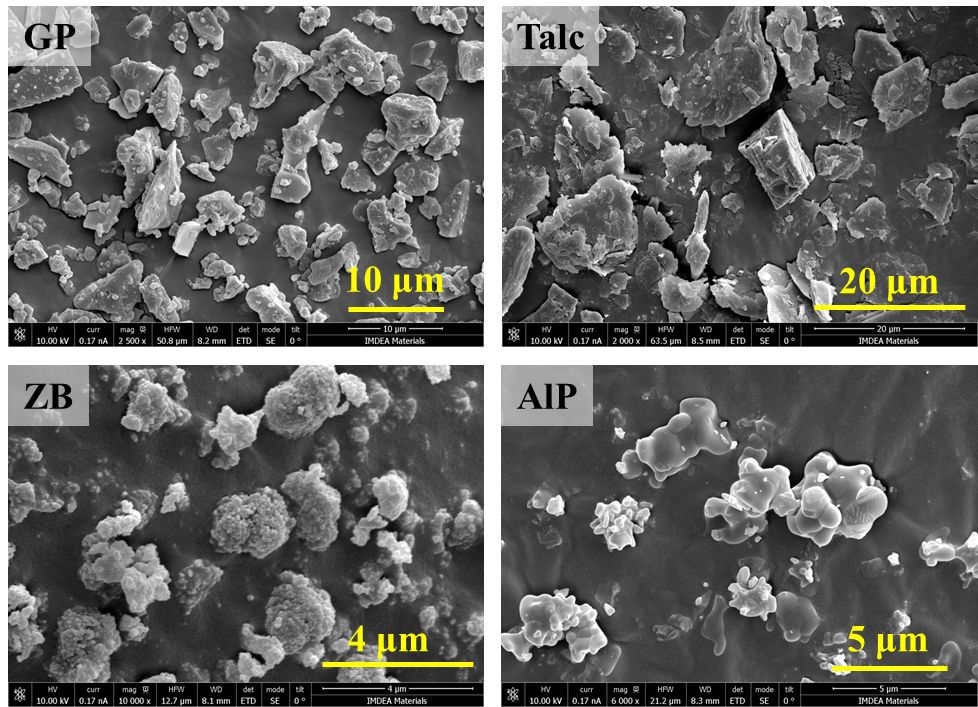 GP
10 µm
HV curr mag HFW WD det mode tilt
10.00 kV 0.17 nA 2 500 x 50.8 µm 8.2 mm ETD SE 0 °
10 µm
IMDEA Materials
Talc
20 µm
HV curr mag HFW WD det mode tilt
10.00 kV 0.17 nA 2 000 x 63.5 µm 8.5 mm ETD SE 0 °
20 µm
IMDEA Materials
ZB
4 µm
HV curr mag HFW WD det mode tilt
10.00 kV 0.17 nA 10 000 x 12.7 µm 8.1 mm ETD SE 0 °
4 µm
IMDEA Materials
AlP
5 µm
HV curr mag HFW WD det mode tilt
10.00 kV 0.17 nA 6 000 x 21.2 µm 8.3 mm ETD SE 0 °
5 µm
IMDEA Materials